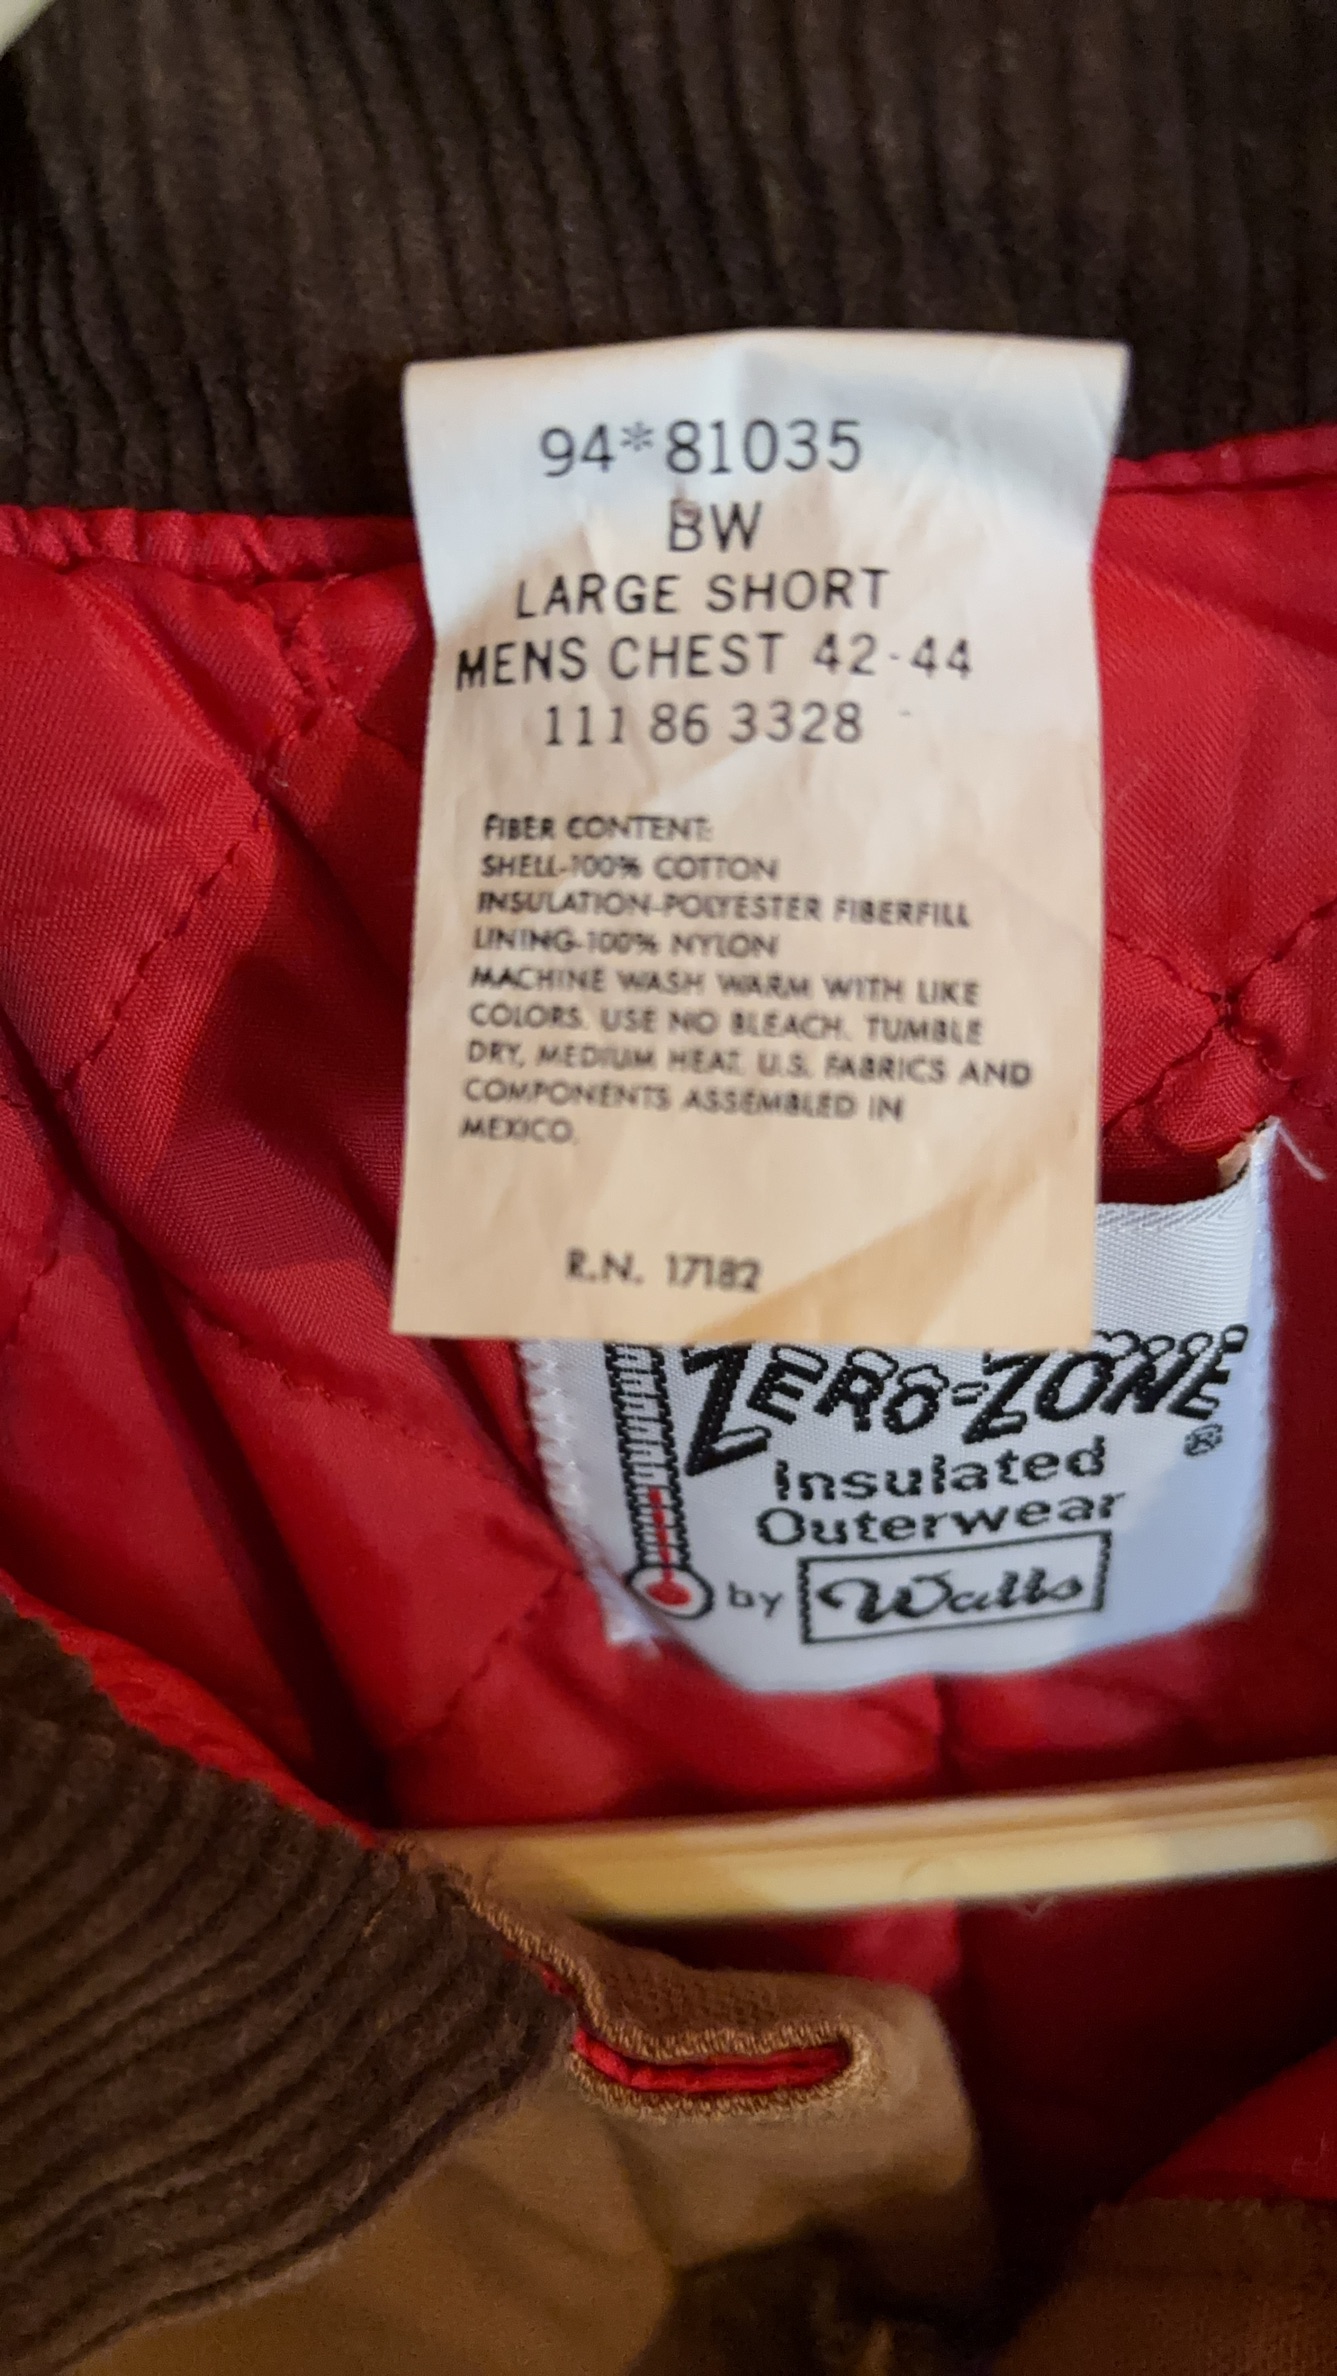 94*81035
BW
LARGE SHORT
MENS CHEST 42-44
111 86 3328
FIBER CONTENT:
SHELL-100% COTTON
INSULATION-POLYESTER FIBERFILL
LINING-100% NYLON
MACHINE WASH WARM WITH LIKE
COLORS. USE NO BLEACH. TUMBLE
DRY, MEDIUM HEAT. U.S. FABRICS AND
COMPONENTS ASSEMBLED IN
MEXICO.
R.N. 17182
ZERO-ZONE®
Insulated
Outerwear
by Walls